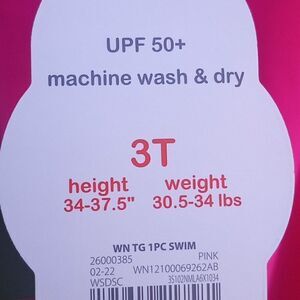 UPF 50+
machine wash & dry
3T
height weight
34-37.5" 30.5-34 lbs
WN TG 1PC SWIM
26000385 PINK
02-22 WN12100069262AB
WSDSC 35102NMLA6X1034